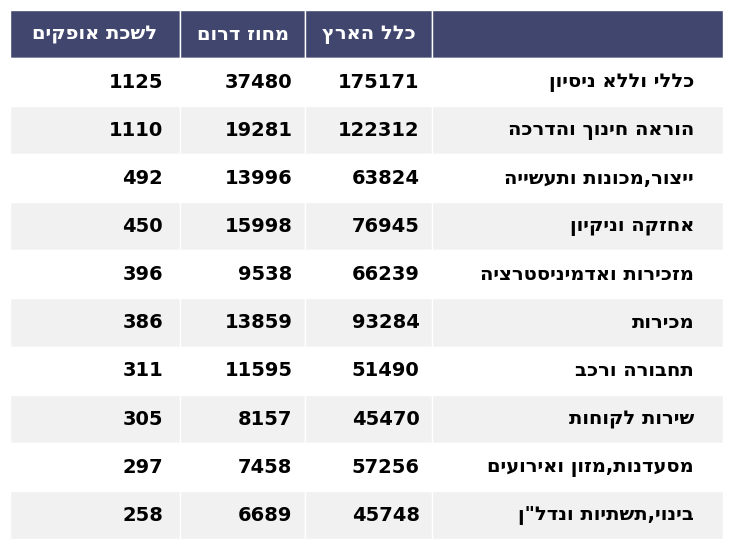 כלל הארץ מחוז דרום לשכת אופקים
כללי וללא ניסיון 175171 37480 1125
הוראה חינוך והדרכה 122312 19281 1110
ייצור,מכונות ותעשייה 63824 13996 492
אחזקה וניקיון 76945 15998 450
מזכירות ואדמיניסטרציה 66239 9538 396
מכירות 93284 13859 386
תחבורה ורכב 51490 11595 311
שירות לקוחות 45470 8157 305
מסעדנות,מזון ואירועים 57256 7458 297
בינוי,תשתיות ונדל"ן 45748 6689 258